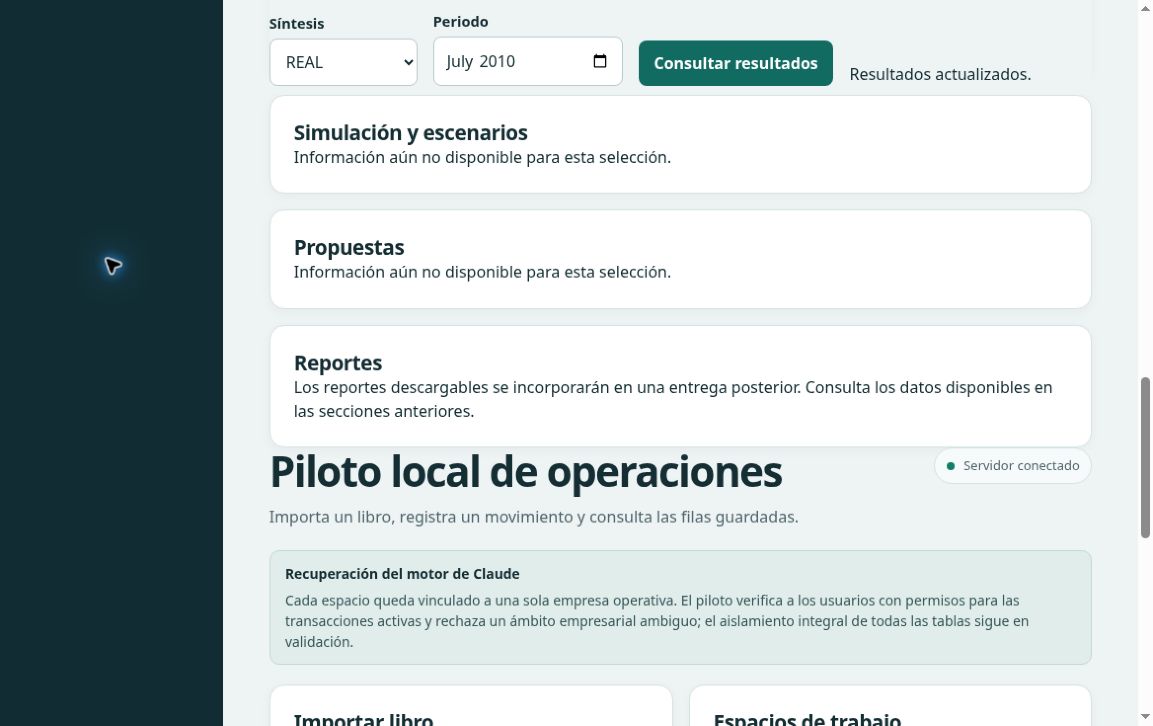 Síntesis
Periodo
REAL
July 2010
Consultar resultados
Resultados actualizados.
Simulación y escenarios
Información aún no disponible para esta selección.
Propuestas
Información aún no disponible para esta selección.
Reportes
Los reportes descargables se incorporarán en una entrega posterior. Consulta los datos disponibles en
las secciones anteriores.
Piloto local de operaciones
Servidor conectado
Importa un libro, registra un movimiento y consulta las filas guardadas.
Recuperación del motor de Claude
Cada espacio queda vinculado a una sola empresa operativa. El piloto verifica a los usuarios con permisos para las
transacciones activas y rechaza un ámbito empresarial ambiguo; el aislamiento integral de todas las tablas sigue en
validación.
Importar libro
Espacios de trabajo